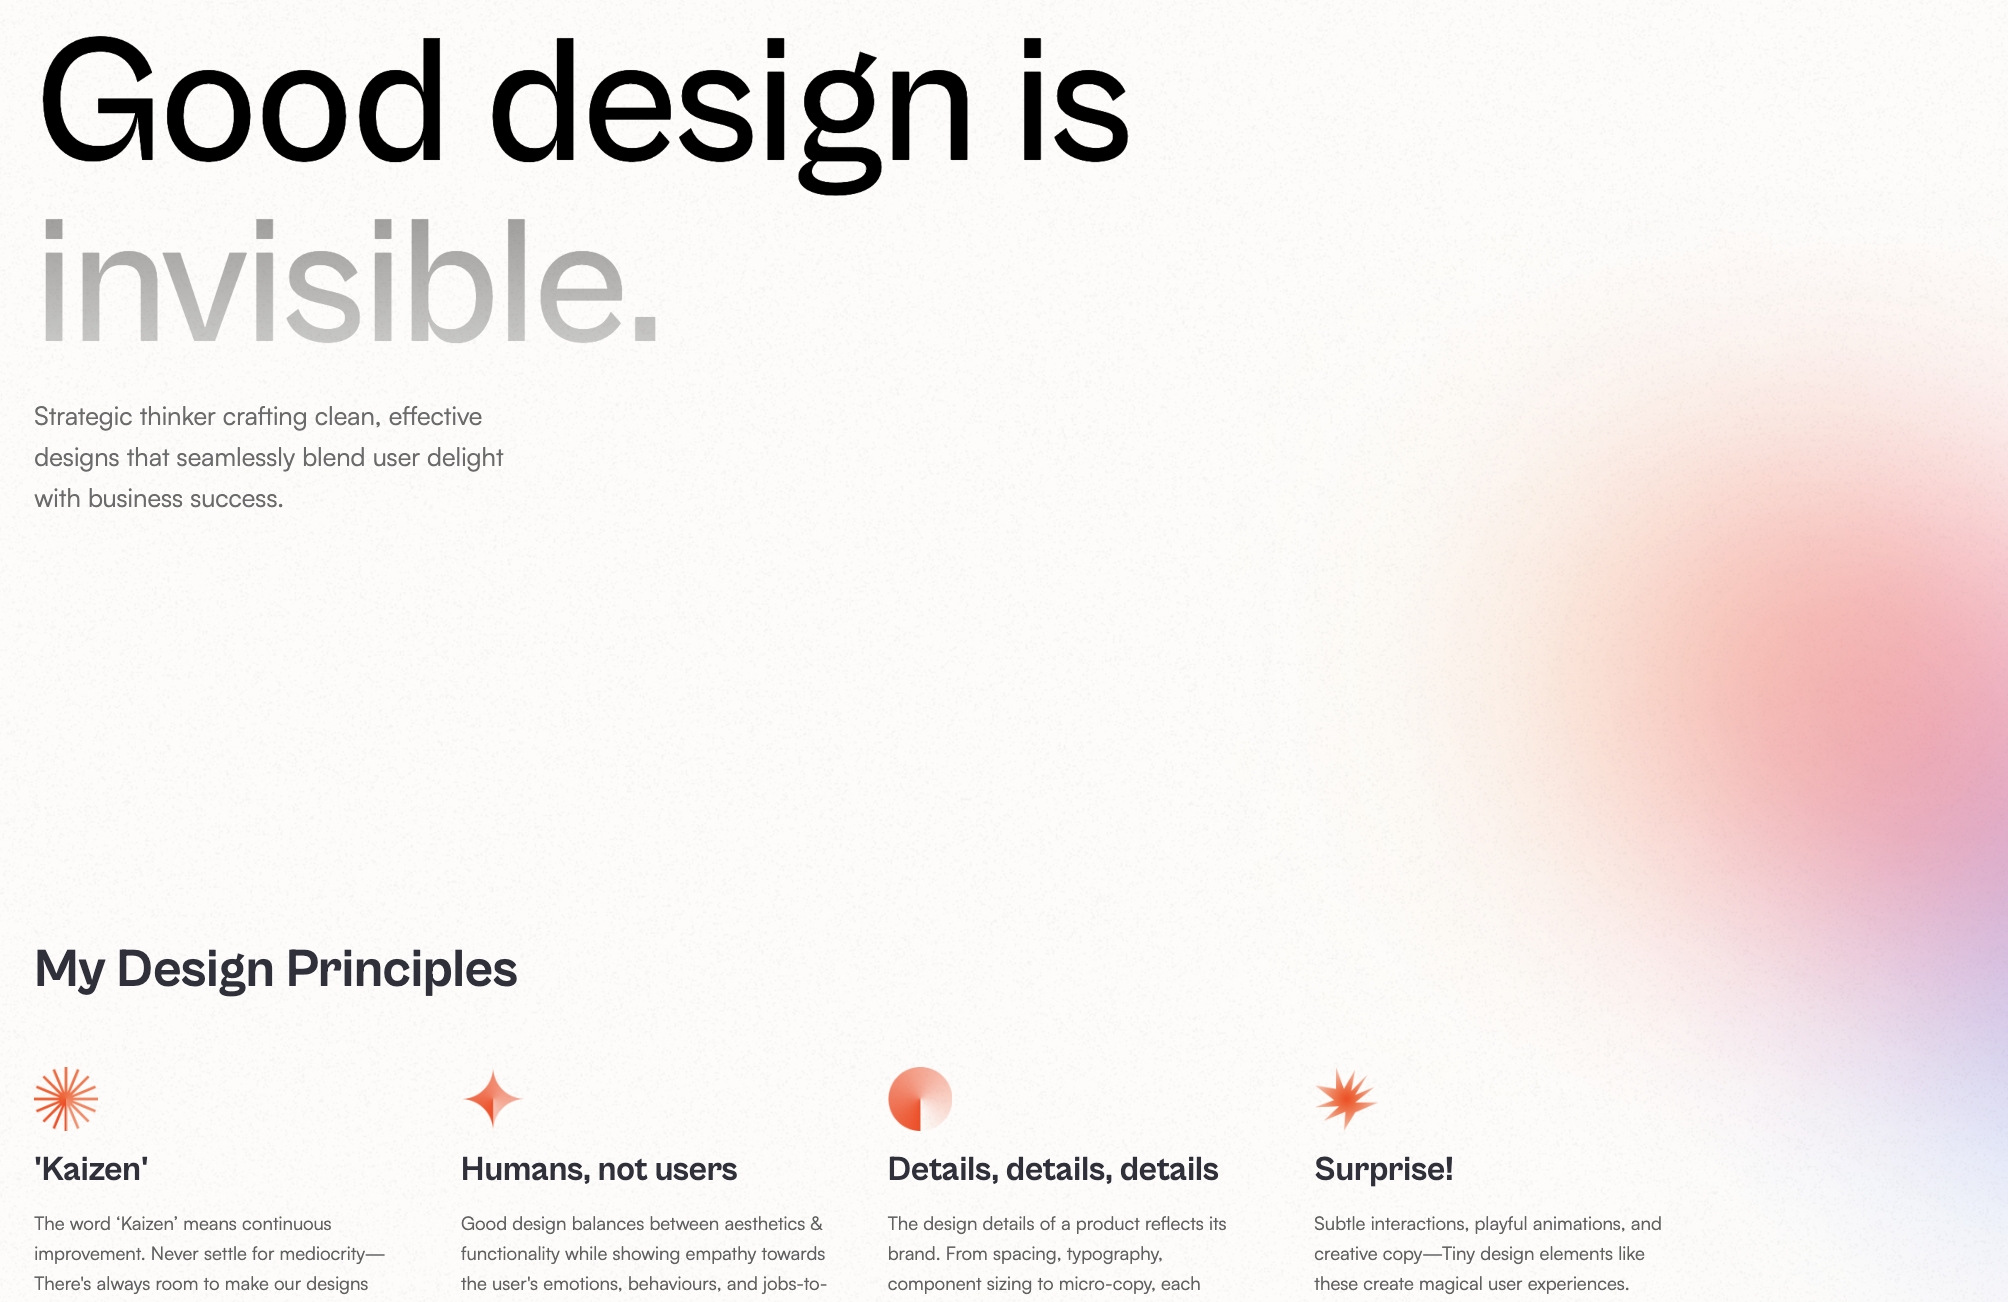 Good design is
invisible.
Strategic thinker crafting clean, effective
designs that seamlessly blend user delight
with business success.
My Design Principles
'Kaizen'
The word ‘Kaizen’ means continuous
improvement. Never settle for mediocrity—
There's always room to make our designs
Humans, not users
Good design balances between aesthetics &
functionality while showing empathy towards
the user's emotions, behaviours, and jobs-to-
Details, details, details
The design details of a product reflects its
brand. From spacing, typography,
component sizing to micro-copy, each
Surprise!
Subtle interactions, playful animations, and
creative copy—Tiny design elements like
these create magical user experiences.